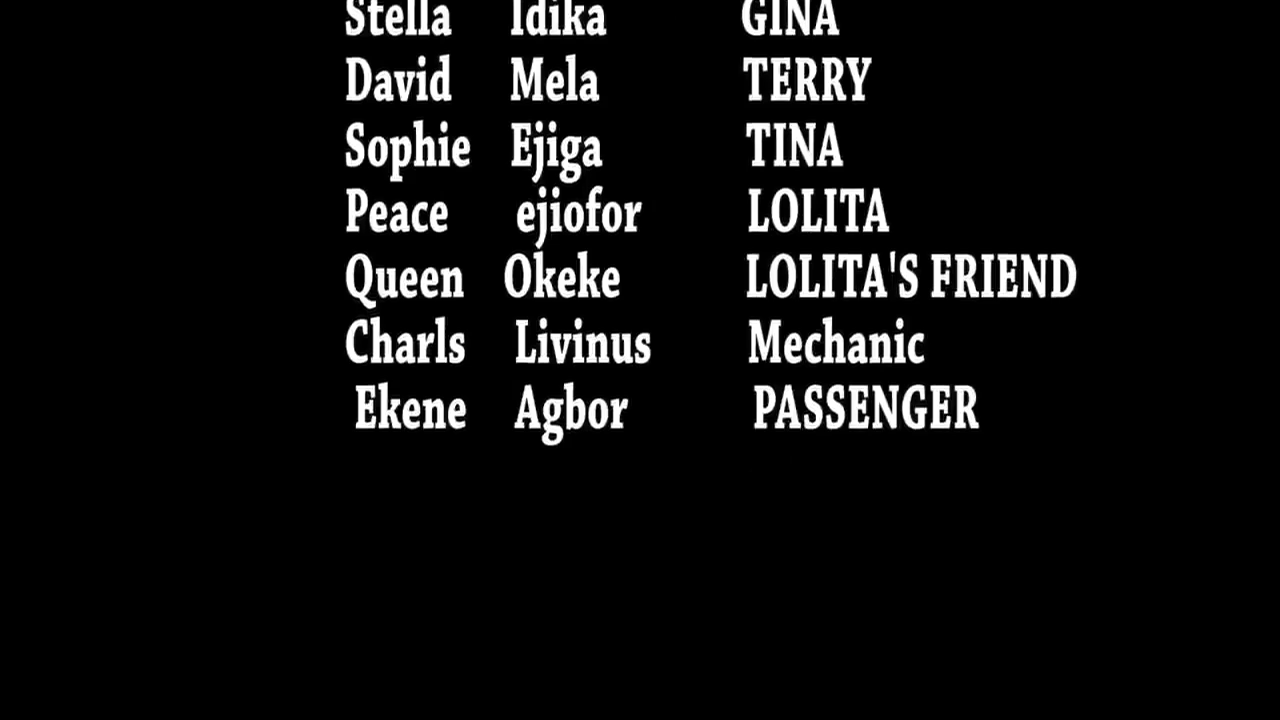 Stella Idika GINA
David Mela TERRY
Sophie Ejiga TINA
Peace ejiofor LOLITA
Queen Okeke LOLITA'S FRIEND
Charls Livinus Mechanic
Ekene Agbor PASSENGER